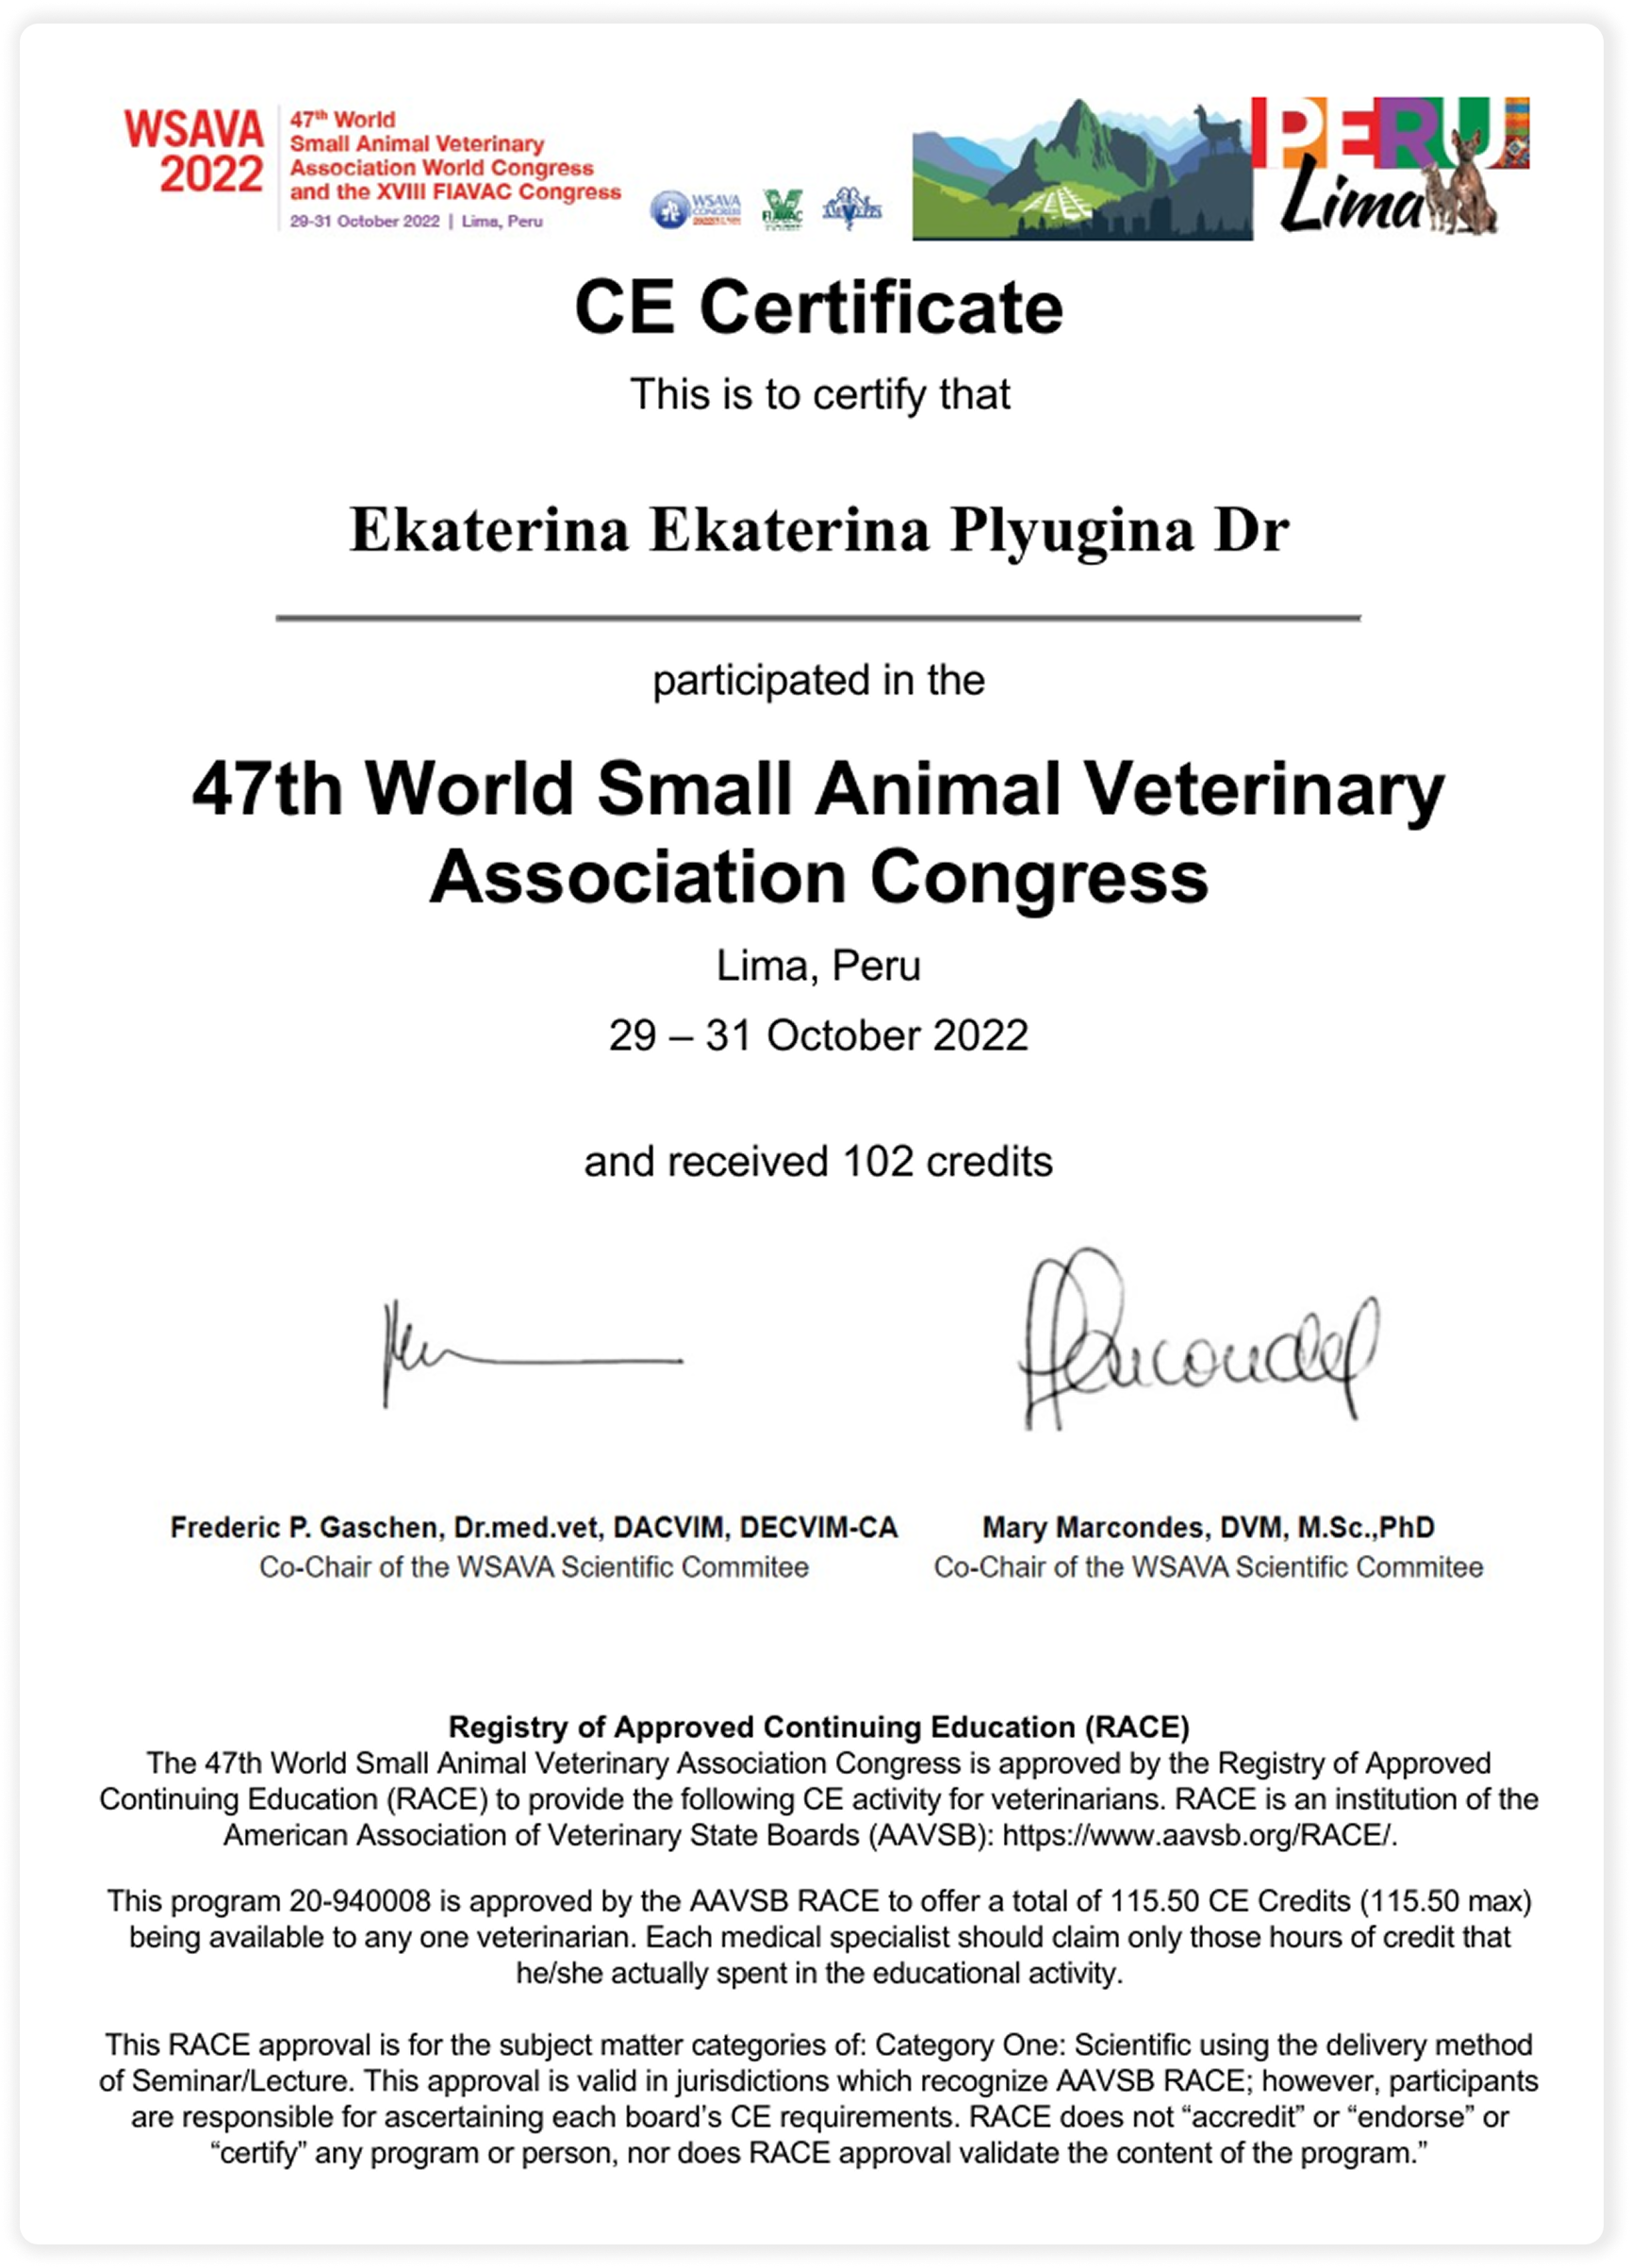 WSAVA
2022
47th World
Small Animal Veterinary
Association World Congress
and the XVIII FIAVAC Congress
29-31 October 2022 | Lima, Peru
WSAVA
CONGRESS
FIAVAC
PERU
Lima
CE Certificate
This is to certify that
Ekaterina Ekaterina Plyugina Dr
participated in the
47th World Small Animal Veterinary
Association Congress
Lima, Peru
29 – 31 October 2022
and received 102 credits
Frederic P. Gaschen, Dr.med.vet, DACVIM, DECVIM-CA
Co-Chair of the WSAVA Scientific Commitee
Mary Marcondes, DVM, M.Sc.,PhD
Co-Chair of the WSAVA Scientific Commitee
Registry of Approved Continuing Education (RACE)
The 47th World Small Animal Veterinary Association Congress is approved by the Registry of Approved
Continuing Education (RACE) to provide the following CE activity for veterinarians. RACE is an institution of the
American Association of Veterinary State Boards (AAVSB): https://www.aavsb.org/RACE/.
This program 20-940008 is approved by the AAVSB RACE to offer a total of 115.50 CE Credits (115.50 max)
being available to any one veterinarian. Each medical specialist should claim only those hours of credit that
he/she actually spent in the educational activity.
This RACE approval is for the subject matter categories of: Category One: Scientific using the delivery method
of Seminar/Lecture. This approval is valid in jurisdictions which recognize AAVSB RACE; however, participants
are responsible for ascertaining each board’s CE requirements. RACE does not “accredit” or “endorse” or
“certify” any program or person, nor does RACE approval validate the content of the program.”